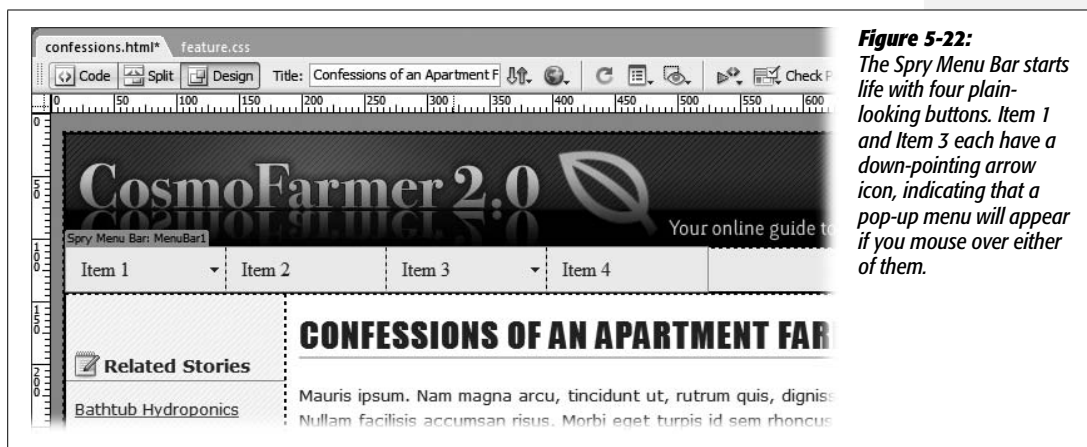 confessions.html* feature.css
Code Split Design Title: Confessions of an Apartment F Check P
0 50 100 150 200 250 300 350 400 450 500 550 600
CosmoFarmer 2.0
Your online guide to
Spry Menu Bar: MenuBar1
Item 1 Item 2 Item 3 Item 4
CONFESSIONS OF AN APARTMENT FAR
Related Stories
Mauris ipsum. Nam magna arcu, tincidunt ut, rutrum quis, digniss
Bathtub Hydroponics
Nullam facilisis accumsan risus. Morbi eget turpis id sem rhoncus
Figure 5-22:
The Spry Menu Bar starts
life with four plain-
looking buttons. Item 1
and Item 3 each have a
down-pointing arrow
icon, indicating that a
pop-up menu will appear
if you mouse over either
of them.